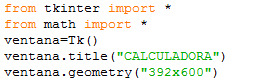 from tkinter import *
from math import *
ventana=Tk()
ventana.title("CALCULADORA")
ventana.geometry("392x600")